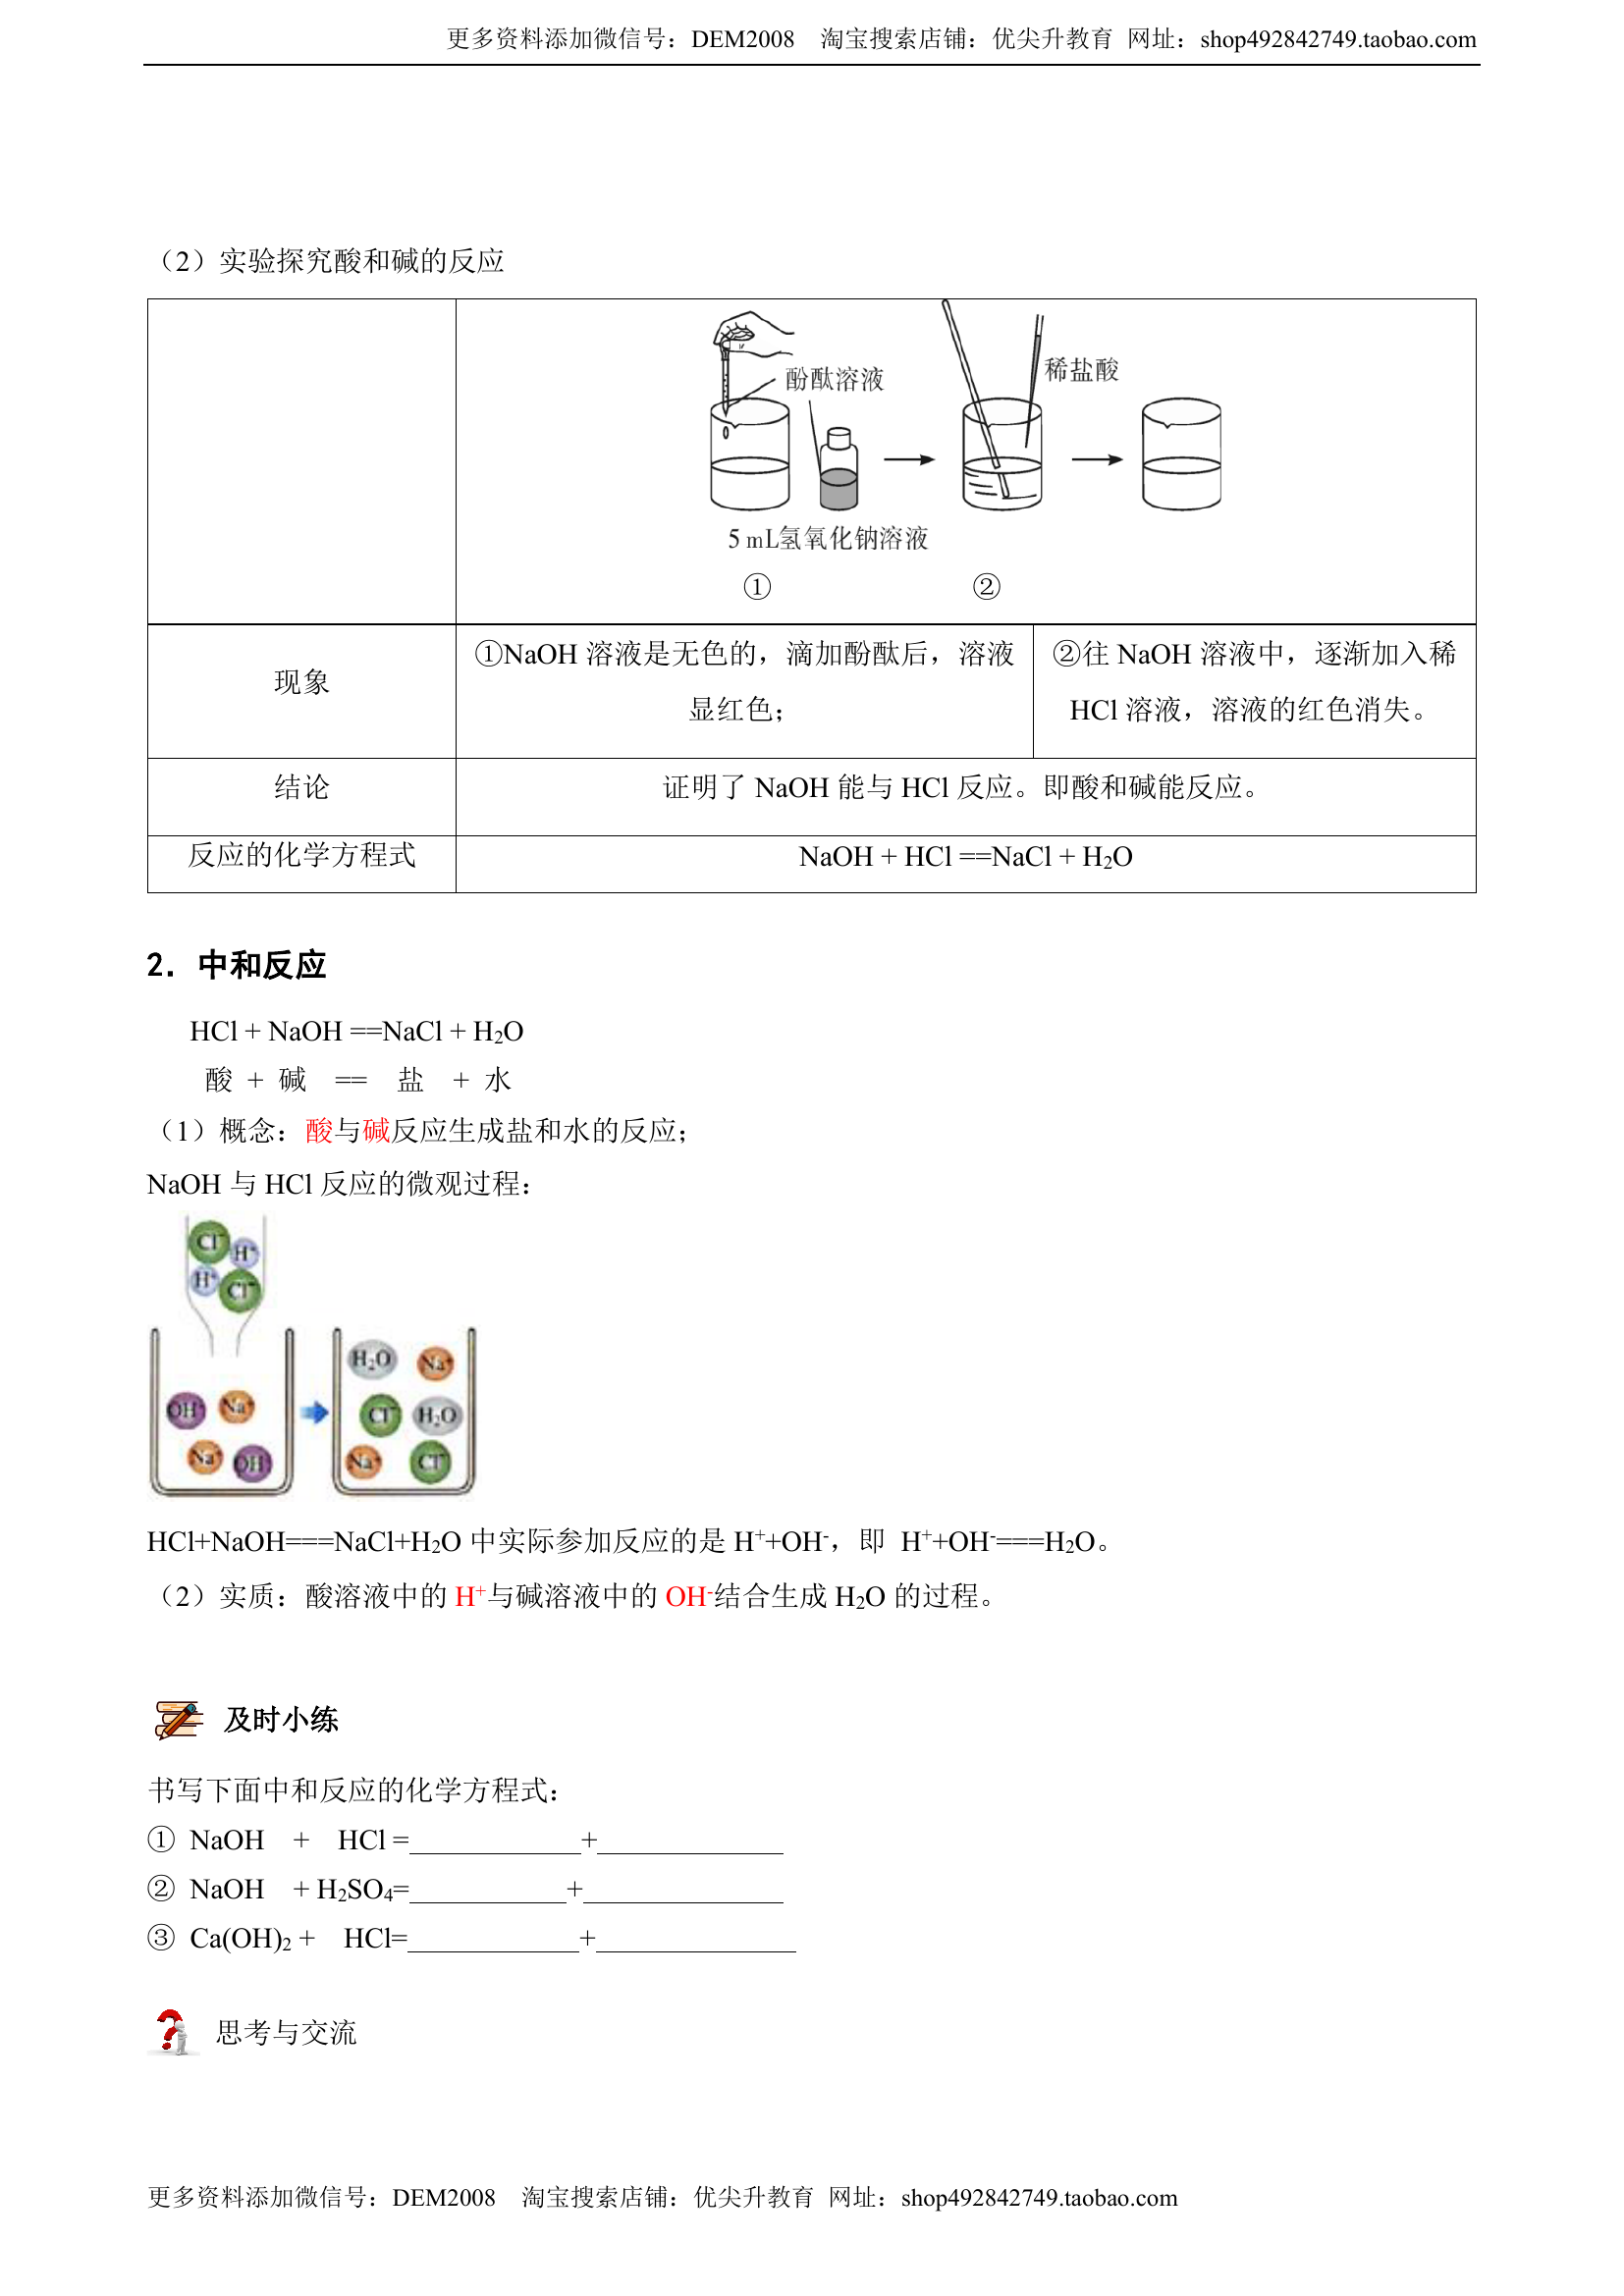 更多资料添加微信号：DEM2008 淘宝搜索店铺：优尖升教育 网址：shop492842749.taobao.com
（2）实验探究酸和碱的反应
酚酞溶液
稀盐酸
5 mL氢氧化钠溶液
① ②
现象
①NaOH 溶液是无色的，滴加酚酞后，溶液
显红色；
②往 NaOH 溶液中，逐渐加入稀
HCl 溶液，溶液的红色消失。
结论
证明了 NaOH 能与 HCl 反应。即酸和碱能反应。
反应的化学方程式
NaOH + HCl ==NaCl + H₂O
2．中和反应
HCl + NaOH ==NaCl + H₂O
酸 + 碱 == 盐 + 水
（1）概念：酸与碱反应生成盐和水的反应；
NaOH 与 HCl 反应的微观过程：
Cl⁻ H⁺
H⁺ Cl⁻
H₂O Na⁺
OH⁻ Na⁺ Cl⁻ H₂O
Na⁺ OH⁻ Na⁺ Cl⁻
HCl+NaOH===NaCl+H₂O 中实际参加反应的是 H⁺+OH⁻，即 H⁺+OH⁻===H₂O。
（2）实质：酸溶液中的 H⁺与碱溶液中的 OH⁻结合生成 H₂O 的过程。
及时小练
书写下面中和反应的化学方程式：
① NaOH + HCl =____________+_____________
② NaOH + H₂SO₄=___________+______________
③ Ca(OH)₂ + HCl=____________+______________
思考与交流
更多资料添加微信号：DEM2008 淘宝搜索店铺：优尖升教育 网址：shop492842749.taobao.com